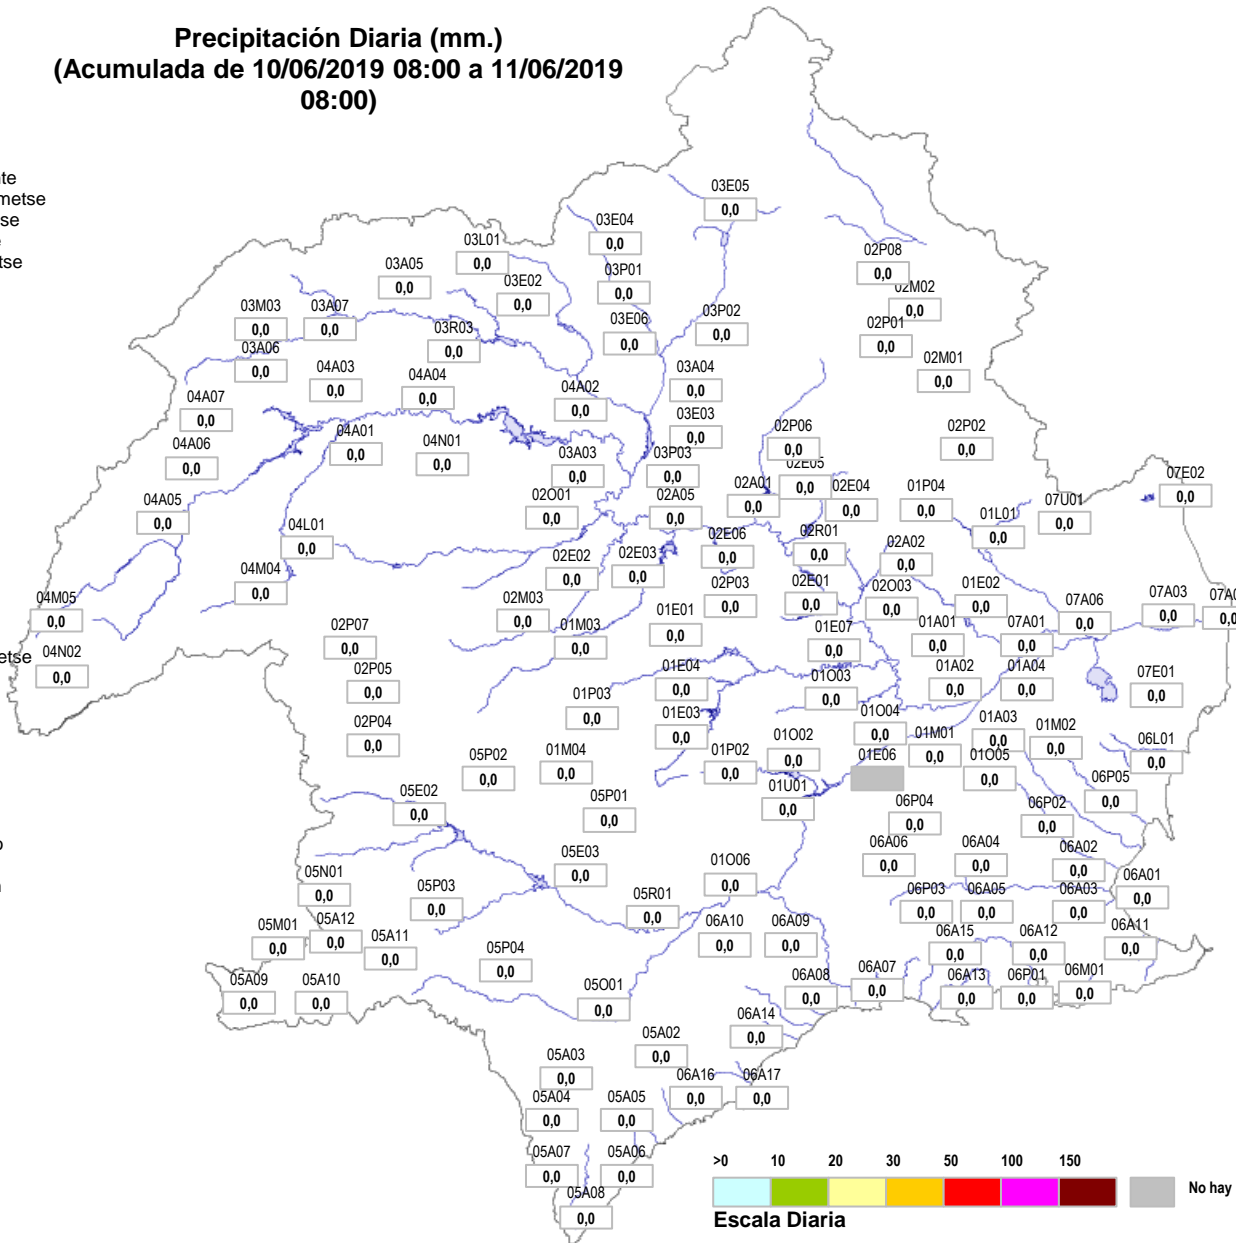 Precipitación Diaria (mm.)
(Acumulada de 10/06/2019 08:00 a 11/06/2019
08:00)
te
metse
se
e
tse
03E05
0,0
03E04
0,0
03L01
0,0
02P08
0,0
03A05
0,0
03P01
0,0
03E02
0,0
02M02
0,0
03M03
0,0
03A07
0,0
03E06
0,0
03P02
0,0
03R03
0,0
02P01
0,0
03A06
0,0
02M01
0,0
04A03
0,0
04A04
0,0
03A04
0,0
04A02
0,0
04A07
0,0
03E03
0,0
04A01
0,0
04N01
0,0
02P06
0,0
02P02
0,0
04A06
0,0
03A03
0,0
03P03
0,0
02E05
0,0
07E02
0,0
02A01
0,0
02E04
0,0
01P04
0,0
04A05
0,0
02O01
0,0
02A05
0,0
07U01
0,0
01L01
0,0
04L01
0,0
02E06
0,0
02R01
0,0
02A02
0,0
02E02
0,0
02E03
0,0
04M04
0,0
02P03
0,0
02E01
0,0
02O03
0,0
01E02
0,0
04M05
0,0
02M03
0,0
01E01
0,0
07A06
0,0
07A03
0,0
07A0
0,0
02P07
0,0
01M03
0,0
01E07
0,0
01A01
0,0
07A01
0,0
etse
04N02
0,0
02P05
0,0
01E04
0,0
01O03
0,0
01A02
0,0
01A04
0,0
07E01
0,0
01P03
0,0
02P04
0,0
01E03
0,0
01O04
0,0
01A03
0,0
01M02
0,0
01M01
0,0
06L01
0,0
05P02
0,0
01M04
0,0
01P02
0,0
01O02
0,0
01E06
01O05
0,0
06P05
0,0
05E02
0,0
05P01
0,0
01U01
0,0
06P04
0,0
06P02
0,0
o
05E03
0,0
01O06
0,0
06A06
0,0
06A04
0,0
06A02
0,0
05N01
0,0
05P03
0,0
05R01
0,0
06P03
0,0
06A05
0,0
06A03
0,0
06A01
0,0
05M01
0,0
05A12
0,0
05A11
0,0
06A10
0,0
06A09
0,0
06A15
0,0
06A12
0,0
06A11
0,0
05P04
0,0
05A09
0,0
05A10
0,0
05O01
0,0
06A08
0,0
06A07
0,0
06A13
0,0
06P01
0,0
06M01
0,0
06A14
0,0
05A02
0,0
05A03
0,0
06A16
0,0
06A17
0,0
05A04
0,0
05A05
0,0
05A07
0,0
05A06
0,0
05A08
0,0
>0 10 20 30 50 100 150
No hay
Escala Diaria